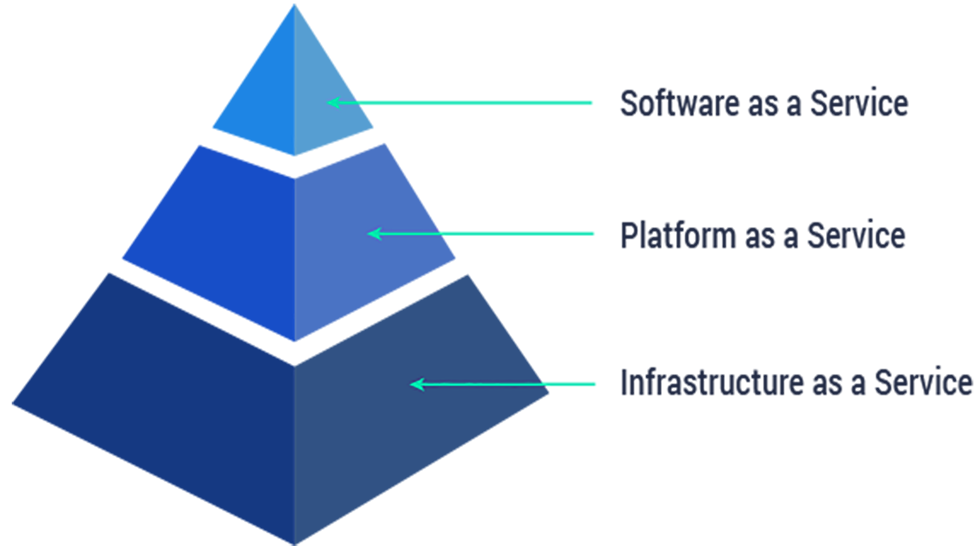 Software as a Service
Platform as a Service
Infrastructure as a Service